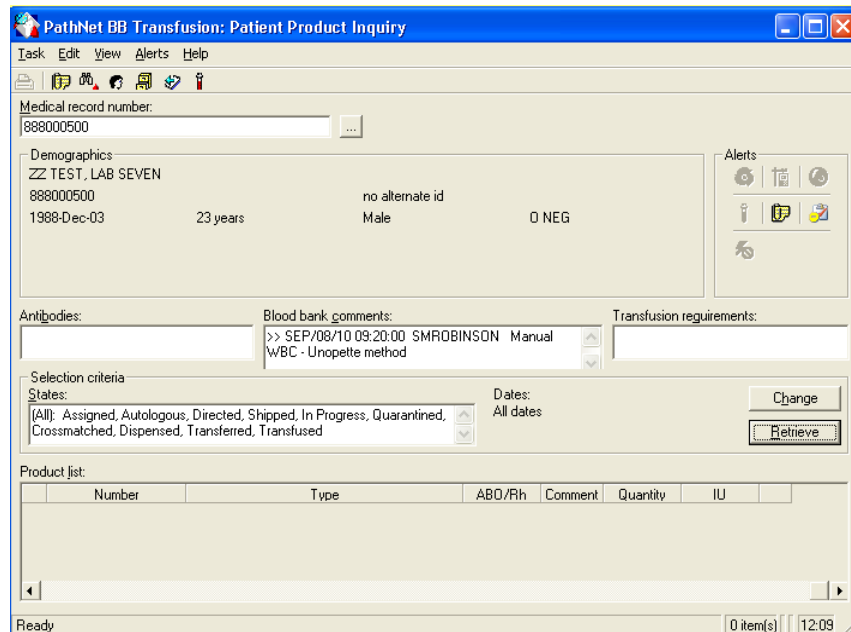 PathNet BB Transfusion: Patient Product Inquiry
Task Edit View Alerts Help
Medical record number:
888000500
...
Demographics
Alerts
ZZ TEST, LAB SEVEN
888000500 no alternate id
1988-Dec-03 23 years Male O NEG
Antibodies: Blood bank comments: Transfusion requirements:
>> SEP/08/10 09:20:00 SMROBINSON Manual
WBC - Unopette method
Selection criteria
States: Dates:
(All): Assigned, Autologous, Directed, Shipped, In Progress, Quarantined,
Crossmatched, Dispensed, Transferred, Transfused
All dates
Change
Retrieve
Product list:
Number Type ABO/Rh Comment Quantity IU
Ready 0 item(s) 12:09